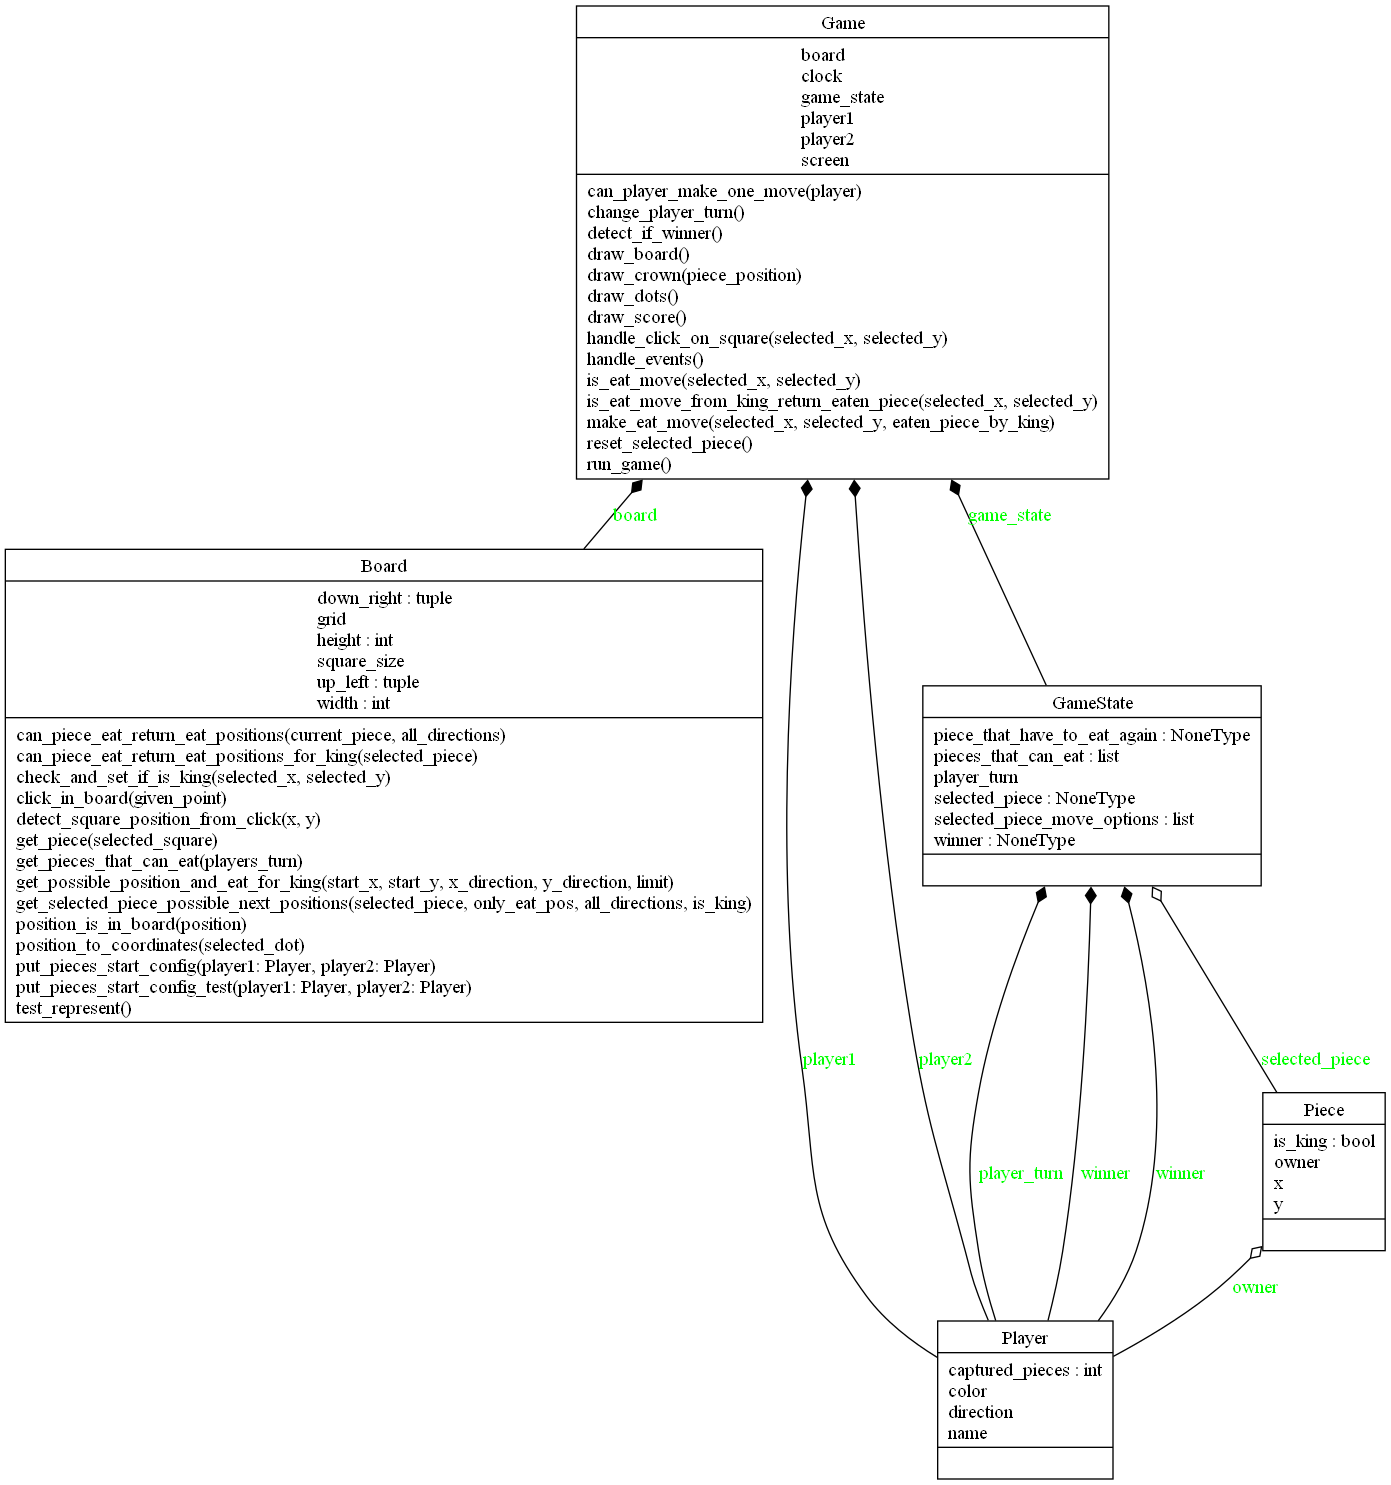 Game
board
clock
game_state
player1
player2
screen
can_player_make_one_move(player)
change_player_turn()
detect_if_winner()
draw_board()
draw_crown(piece_position)
draw_dots()
draw_score()
handle_click_on_square(selected_x, selected_y)
handle_events()
is_eat_move(selected_x, selected_y)
is_eat_move_from_king_return_eaten_piece(selected_x, selected_y)
make_eat_move(selected_x, selected_y, eaten_piece_by_king)
reset_selected_piece()
run_game()
board
game_state
Board
down_right : tuple
grid
height : int
square_size
up_left : tuple
width : int
can_piece_eat_return_eat_positions(current_piece, all_directions)
can_piece_eat_return_eat_positions_for_king(selected_piece)
check_and_set_if_is_king(selected_x, selected_y)
click_in_board(given_point)
detect_square_position_from_click(x, y)
get_piece(selected_square)
get_pieces_that_can_eat(players_turn)
get_possible_position_and_eat_for_king(start_x, start_y, x_direction, y_direction, limit)
get_selected_piece_possible_next_positions(selected_piece, only_eat_pos, all_directions, is_king)
position_is_in_board(position)
position_to_coordinates(selected_dot)
put_pieces_start_config(player1: Player, player2: Player)
put_pieces_start_config_test(player1: Player, player2: Player)
test_represent()
GameState
piece_that_have_to_eat_again : NoneType
pieces_that_can_eat : list
player_turn
selected_piece : NoneType
selected_piece_move_options : list
winner : NoneType
player1
player2
selected_piece
Piece
is_king : bool
owner
x
y
player_turn
winner
winner
owner
Player
captured_pieces : int
color
direction
name